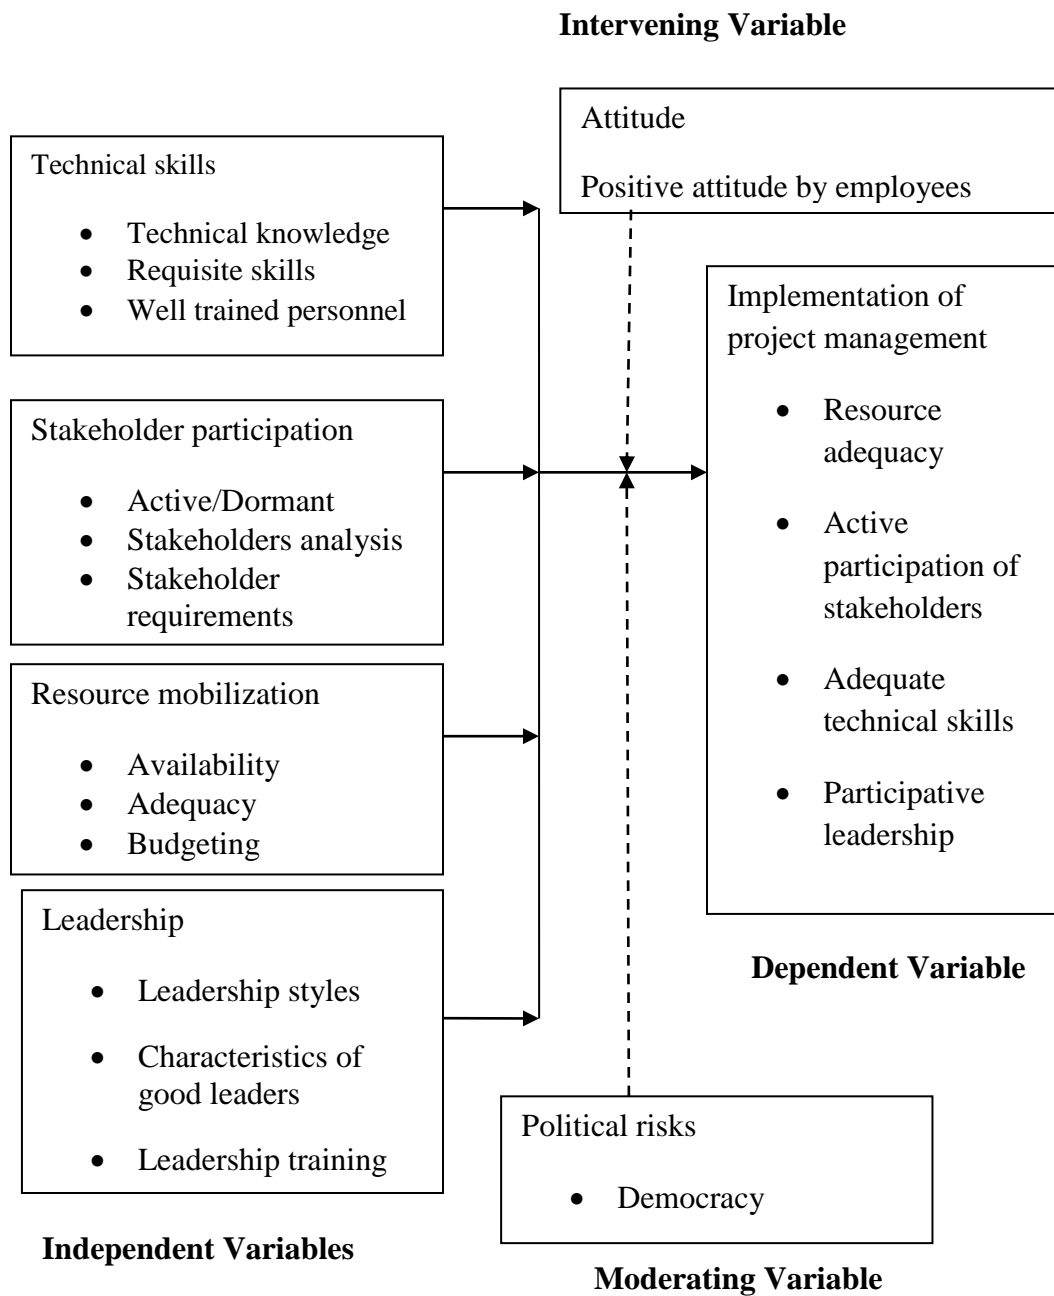 Intervening Variable
Attitude
Positive attitude by employees
Technical skills
• Technical knowledge
• Requisite skills
• Well trained personnel
Stakeholder participation
• Active/Dormant
• Stakeholders analysis
• Stakeholder
requirements
Resource mobilization
• Availability
• Adequacy
• Budgeting
Leadership
• Leadership styles
• Characteristics of
good leaders
• Leadership training
Independent Variables
Implementation of
project management
• Resource
adequacy
• Active
participation of
stakeholders
• Adequate
technical skills
• Participative
leadership
Dependent Variable
Political risks
• Democracy
Moderating Variable